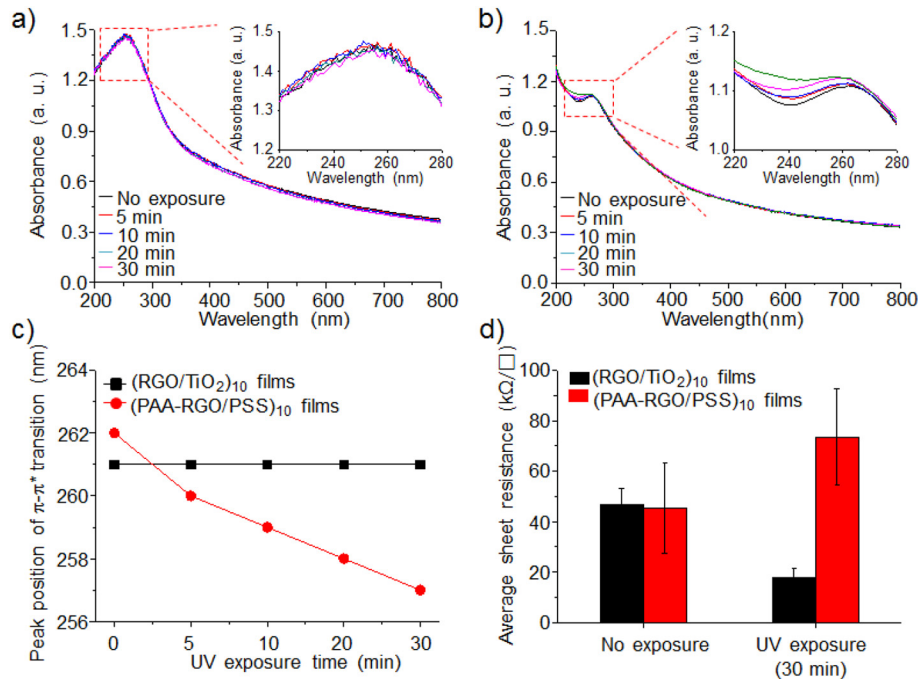 a)
Absorbance (a. u.)
1.5
1.2
0.9
0.6
0.3
0.0
200 300 400 500 600 700 800
Wavelength (nm)
No exposure
5 min
10 min
20 min
30 min
Absorbance (a. u.)
1.5
1.4
1.3
1.2
220 240 260 280
Wavelength (nm)
b)
Absorbance (a. u.)
1.5
1.2
0.9
0.6
0.3
0.0
200 300 400 500 600 700 800
Wavelength(nm)
No exposure
5 min
10 min
20 min
30 min
Absorbance (a. u.)
1.2
1.1
1.0
220 240 260 280
Wavelength (nm)
c)
Peak position of π-π* transition (nm)
264
262
260
258
256
0 5 10 20 30
UV exposure time (min)
(RGO/TiO₂)₁₀ films
(PAA-RGO/PSS)₁₀ films
d)
Average sheet resistance (kΩ/□)
100
80
60
40
20
0
No exposure UV exposure
(30 min)
(RGO/TiO₂)₁₀ films
(PAA-RGO/PSS)₁₀ films